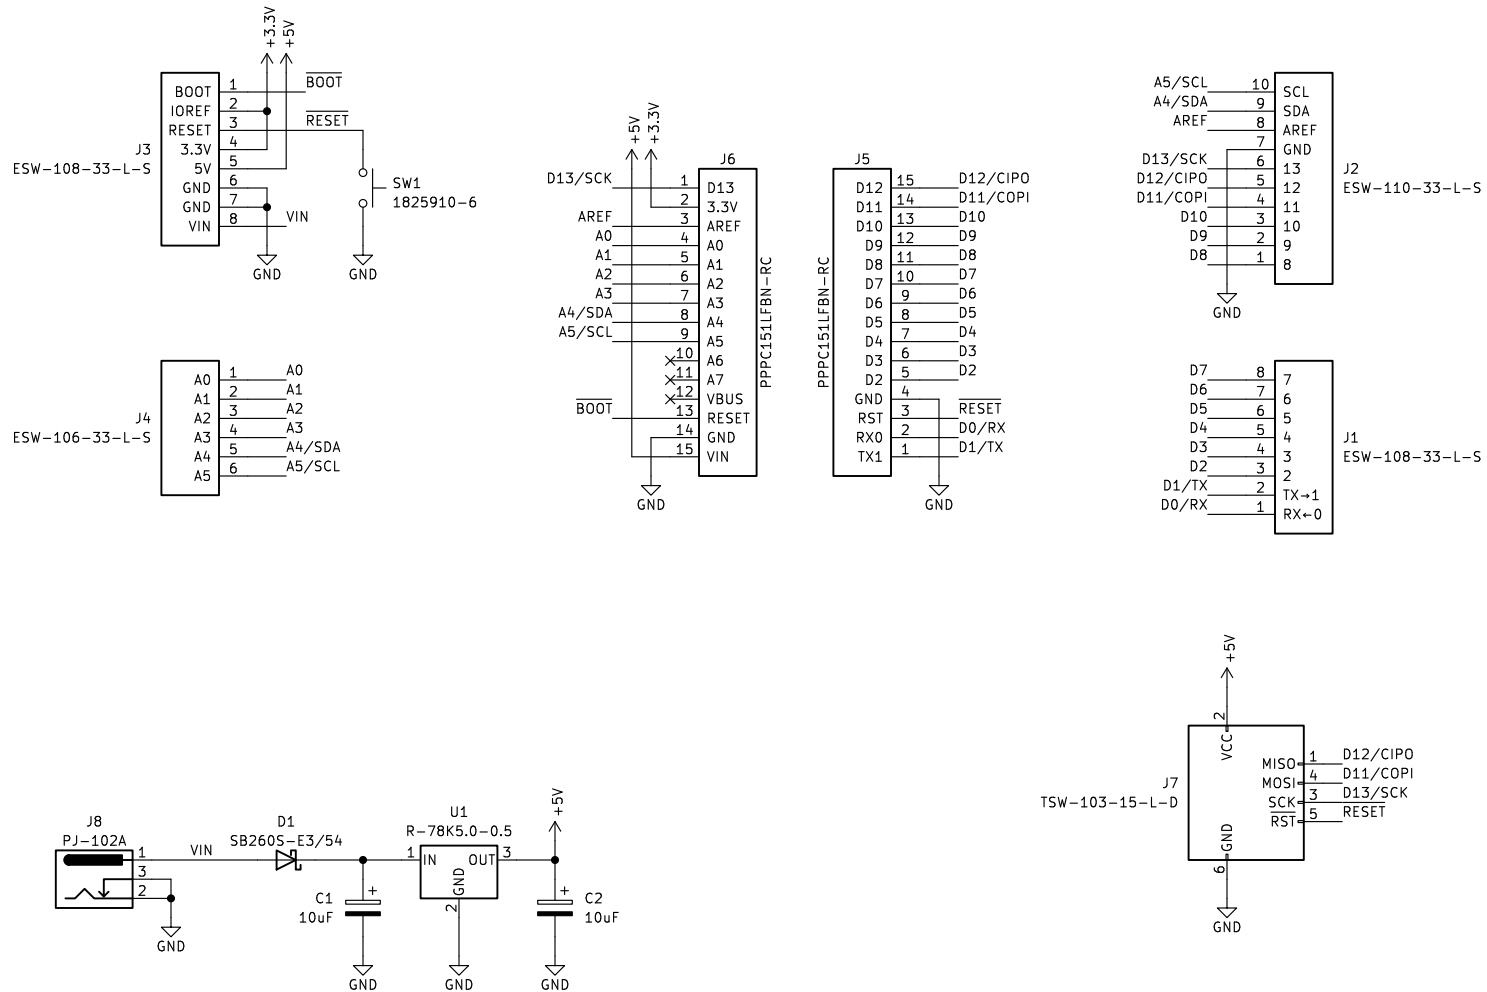 +3.3V
+5V
BOOT 1 BOOT
IOREF 2
RESET 3 RESET
3.3V 4
5V 5
GND 6
GND 7
VIN 8 VIN
J3
ESW-108-33-L-S
SW1
1825910-6
GND
GND
A0 1 A0
A1 2 A1
A2 3 A2
A3 4 A3
A4 5 A4/SDA
A5 6 A5/SCL
J4
ESW-106-33-L-S
+5V
+3.3V
J6
D13/SCK 1 D13
2 3.3V
AREF 3 AREF
A0 4 A0
A1 5 A1
A2 6 A2
A3 7 A3
A4/SDA 8 A4
A5/SCL 9 A5
10 A6
11 A7
12 VBUS
BOOT 13 RESET
14 GND
15 VIN
PPPC151LFBN-RC
GND
J5
PPPC151LFBN-RC
D12 15 D12/CIPO
D11 14 D11/COPI
D10 13 D10
D9 12 D9
D8 11 D8
D7 10 D7
D6 9 D6
D5 8 D5
D4 7 D4
D3 6 D3
D2 5 D2
GND 4
RST 3 RESET
RX0 2 D0/RX
TX1 1 D1/TX
GND
A5/SCL 10 SCL
A4/SDA 9 SDA
AREF 8 AREF
7 GND
D13/SCK 6 13
D12/CIPO 5 12
D11/COPI 4 11
D10 3 10
D9 2 9
D8 1 8
J2
ESW-110-33-L-S
GND
D7 8 7
D6 7 6
D5 6 5
D4 5 4
D3 4 3
D2 3 2
D1/TX 2 TX→1
D0/RX 1 RX←0
J1
ESW-108-33-L-S
J8
PJ-102A
1
3
2
GND
VIN
D1
SB260S-E3/54
C1
10uF
+
GND
U1
R-78K5.0-0.5
1 IN OUT 3
GND
2
GND
+5V
+
C2
10uF
GND
+5V
2
VCC
J7
TSW-103-15-L-D
MISO 1 D12/CIPO
MOSI 4 D11/COPI
SCK 3 D13/SCK
RST 5 RESET
GND
6
GND